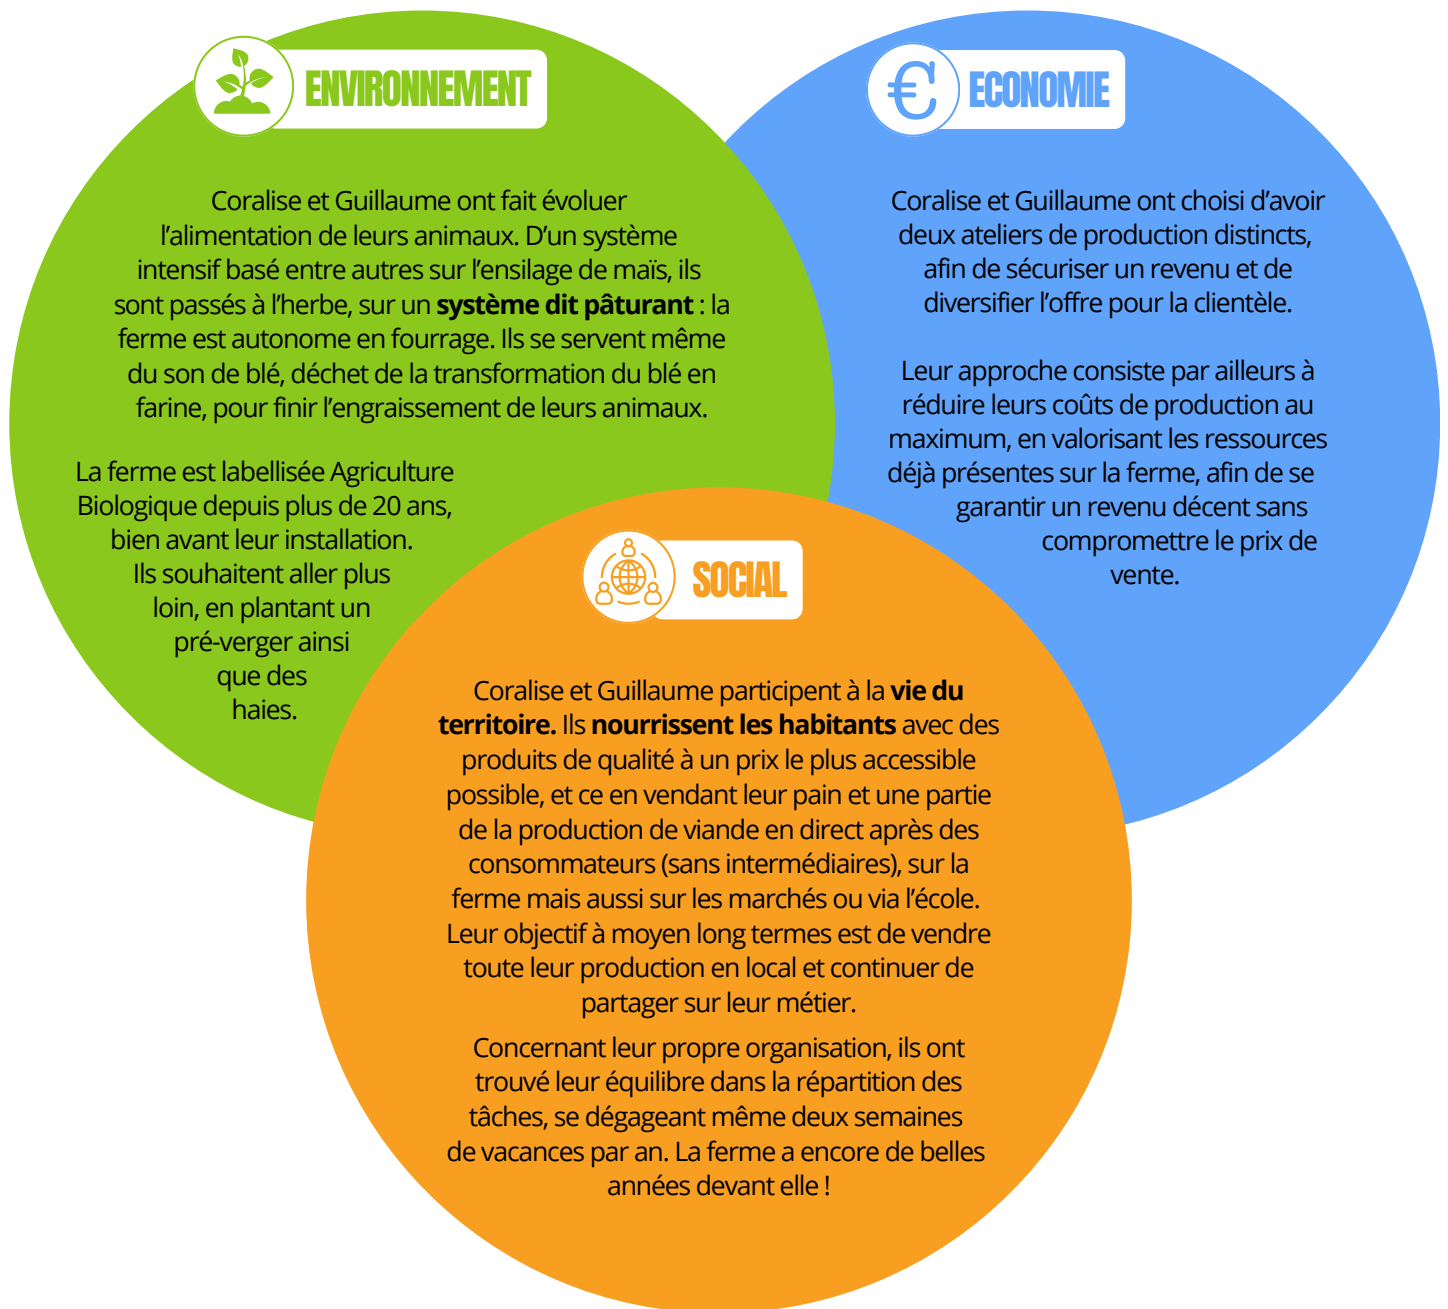 ENVIRONNEMENT
Coralise et Guillaume ont fait évoluer
l'alimentation de leurs animaux. D'un système
intensif basé entre autres sur l'ensilage de maïs, ils
sont passés à l'herbe, sur un système dit pâturant : la
ferme est autonome en fourrage. Ils se servent même
du son de blé, déchet de la transformation du blé en
farine, pour finir l'engraissement de leurs animaux.
La ferme est labellisée Agriculture
Biologique depuis plus de 20 ans,
bien avant leur installation.
Ils souhaitent aller plus
loin, en plantant un
pré-verger ainsi
que des
haies.
€ ECONOMIE
Coralise et Guillaume ont choisi d'avoir
deux ateliers de production distincts,
afin de sécuriser un revenu et de
diversifier l'offre pour la clientèle.
Leur approche consiste par ailleurs à
réduire leurs coûts de production au
maximum, en valorisant les ressources
déjà présentes sur la ferme, afin de se
garantir un revenu décent sans
compromettre le prix de
vente.
SOCIAL
Coralise et Guillaume participent à la vie du
territoire. Ils nourrissent les habitants avec des
produits de qualité à un prix le plus accessible
possible, et ce en vendant leur pain et une partie
de la production de viande en direct après des
consommateurs (sans intermédiaires), sur la
ferme mais aussi sur les marchés ou via l'école.
Leur objectif à moyen long termes est de vendre
toute leur production en local et continuer de
partager sur leur métier.
Concernant leur propre organisation, ils ont
trouvé leur équilibre dans la répartition des
tâches, se dégageant même deux semaines
de vacances par an. La ferme a encore de belles
années devant elle !